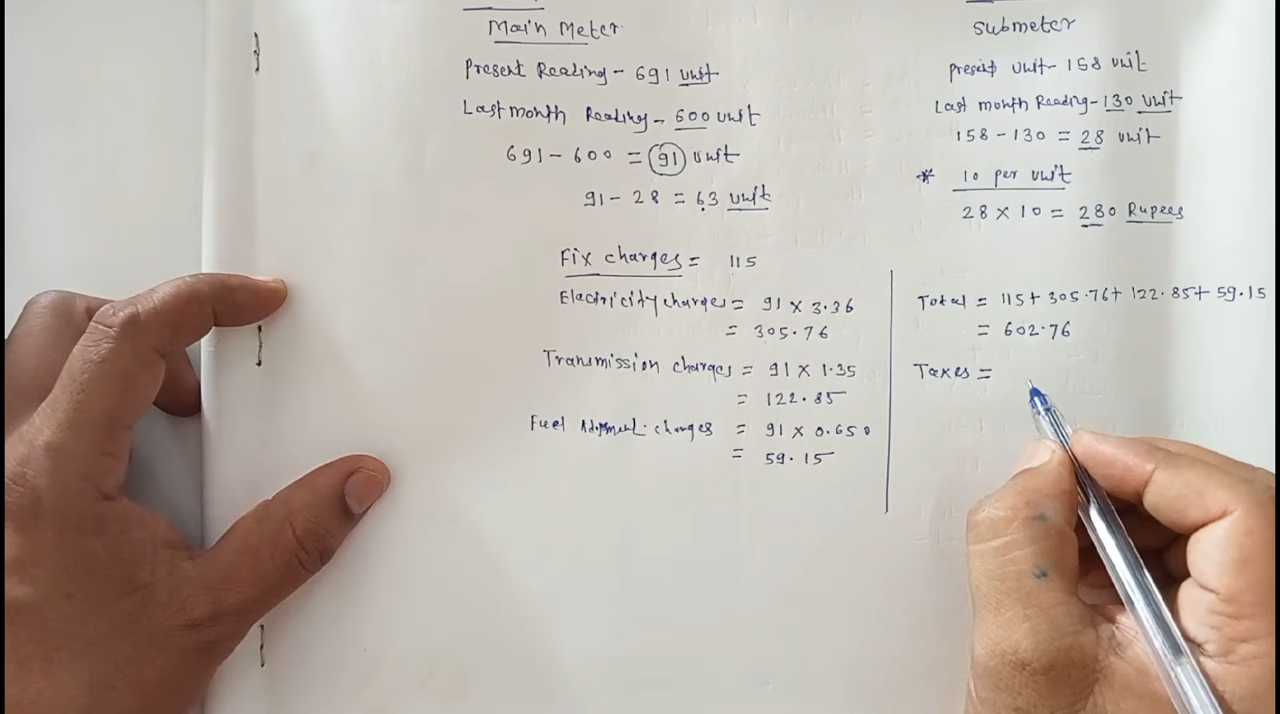 Main Meter
Present Reading - 691 unit
Last month Reading - 600 unit
691 - 600 = 91 unit
91 - 28 = 63 unit
Submeter
present unit - 158 unit
Last month Reading - 130 unit
158 - 130 = 28 unit
* 10 per unit
28 × 10 = 280 Rupees
Fix charges = 115
Electricity charges = 91 × 3.36
= 305.76
Transmission charges = 91 × 1.35
= 122.85
Fuel charges = 91 × 0.650
= 59.15
Total = 115 + 305.76 + 122.85 + 59.15
= 602.76
Taxes =